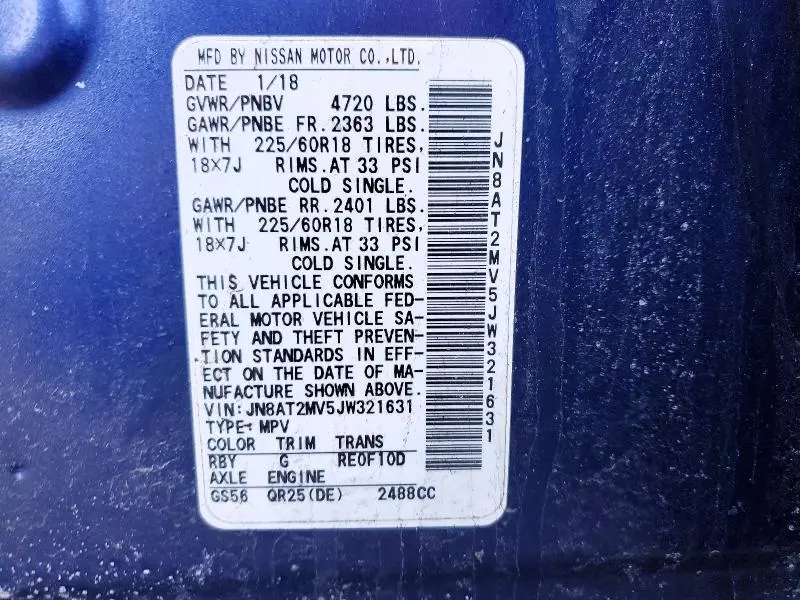 MFD BY NISSAN MOTOR CO.,LTD.
DATE 1/18
GVWR/PNBV 4720 LBS.
GAWR/PNBE FR. 2363 LBS.
WITH 225/60R18 TIRES,
18×7J RIMS. AT 33 PSI
COLD SINGLE.
GAWR/PNBE RR. 2401 LBS.
WITH 225/60R18 TIRES,
18×7J RIMS. AT 33 PSI
COLD SINGLE.
THIS VEHICLE CONFORMS
TO ALL APPLICABLE FED-
ERAL MOTOR VEHICLE SA-
FETY AND THEFT PREVEN-
TION STANDARDS IN EFF-
ECT ON THE DATE OF MA-
NUFACTURE SHOWN ABOVE.
VIN: JN8AT2MV5JW321631
TYPE: MPV
COLOR TRIM TRANS
RBY G RE0F10D
AXLE ENGINE
GS56 QR25(DE) 2488CC
JN8AT2MV5JW321631